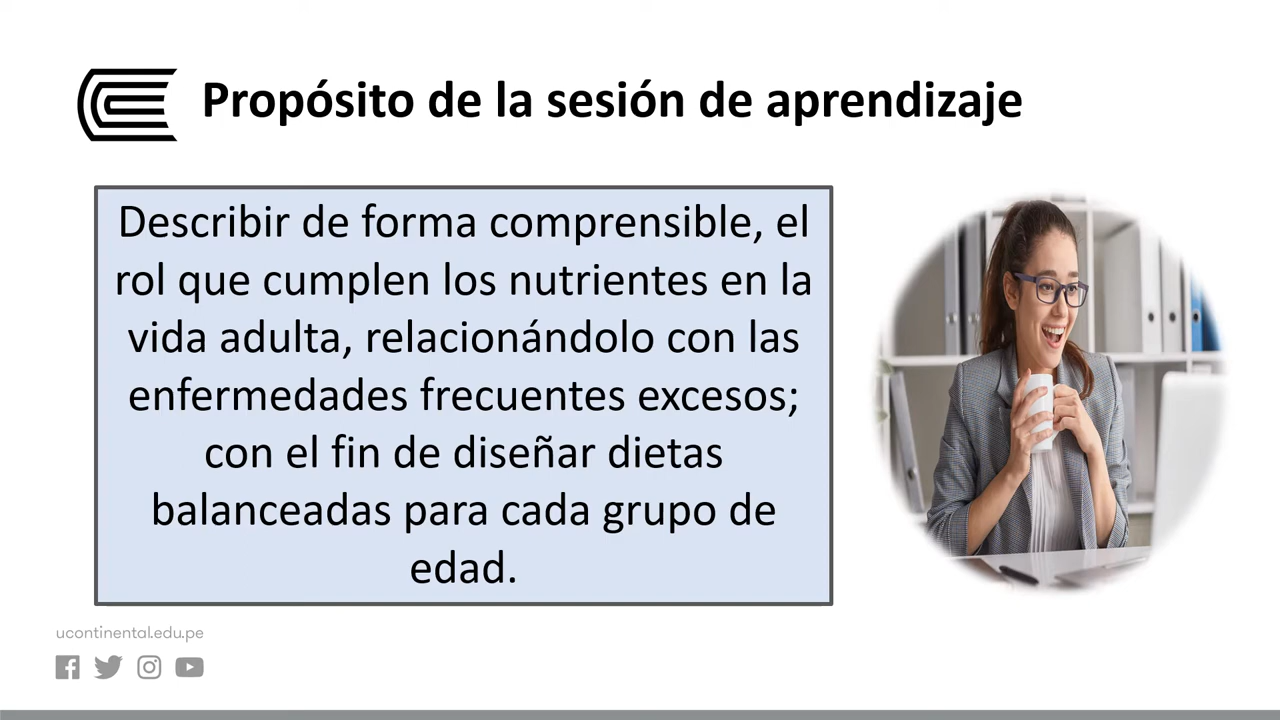 Propósito de la sesión de aprendizaje
Describir de forma comprensible, el
rol que cumplen los nutrientes en la
vida adulta, relacionándolo con las
enfermedades frecuentes excesos;
con el fin de diseñar dietas
balanceadas para cada grupo de
edad.
ucontinental.edu.pe